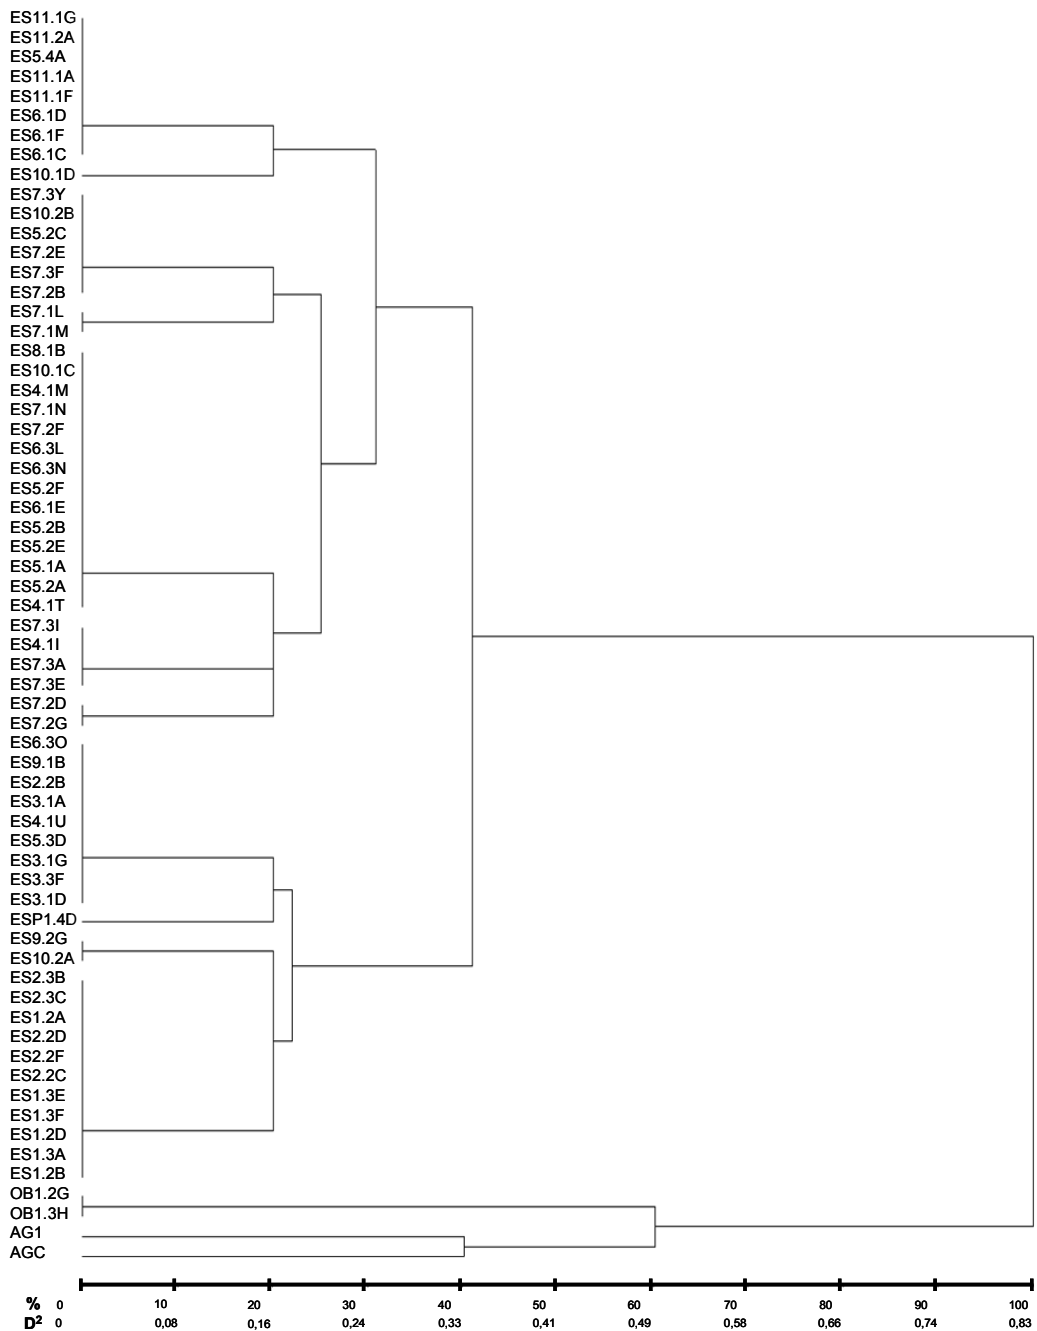 ES11.1G
ES11.2A
ES5.4A
ES11.1A
ES11.1F
ES6.1D
ES6.1F
ES6.1C
ES10.1D
ES7.3Y
ES10.2B
ES5.2C
ES7.2E
ES7.3F
ES7.2B
ES7.1L
ES7.1M
ES8.1B
ES10.1C
ES4.1M
ES7.1N
ES7.2F
ES6.3L
ES6.3N
ES5.2F
ES6.1E
ES5.2B
ES5.2E
ES5.1A
ES5.2A
ES4.1T
ES7.3I
ES4.1I
ES7.3A
ES7.3E
ES7.2D
ES7.2G
ES6.3O
ES9.1B
ES2.2B
ES3.1A
ES4.1U
ES5.3D
ES3.1G
ES3.3F
ES3.1D
ESP1.4D
ES9.2G
ES10.2A
ES2.3B
ES2.3C
ES1.2A
ES2.2D
ES2.2F
ES2.2C
ES1.3E
ES1.3F
ES1.2D
ES1.3A
ES1.2B
OB1.2G
OB1.3H
AG1
AGC
% 0 10 20 30 40 50 60 70 80 90 100
D² 0 0,08 0,16 0,24 0,33 0,41 0,49 0,58 0,66 0,74 0,83